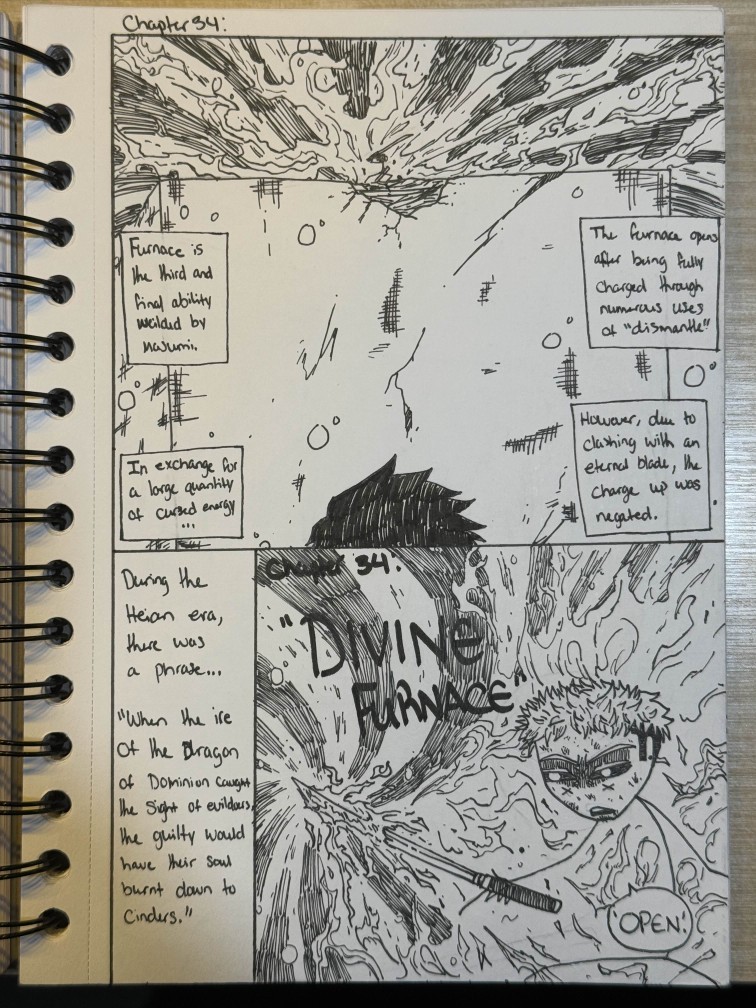 Chapter 34:
Furnace is
the third and
final ability
weilded by
Masumi.
The furnace opens
after being fully
charged through
numerous uses
of "dismantle"
In exchange for
a large quantity
of cursed energy
...
However, due to
clashing with an
eternal blade, the
charge up was
negated.
During the
Heian era,
there was
a phrase...
"When the ire
Of the Dragon
of Dominion caught
the sight of evildoers,
the guilty would
have their soul
burnt down to
Cinders."
Chapter 34:
"DIVINE
FURNACE"
"OPEN."